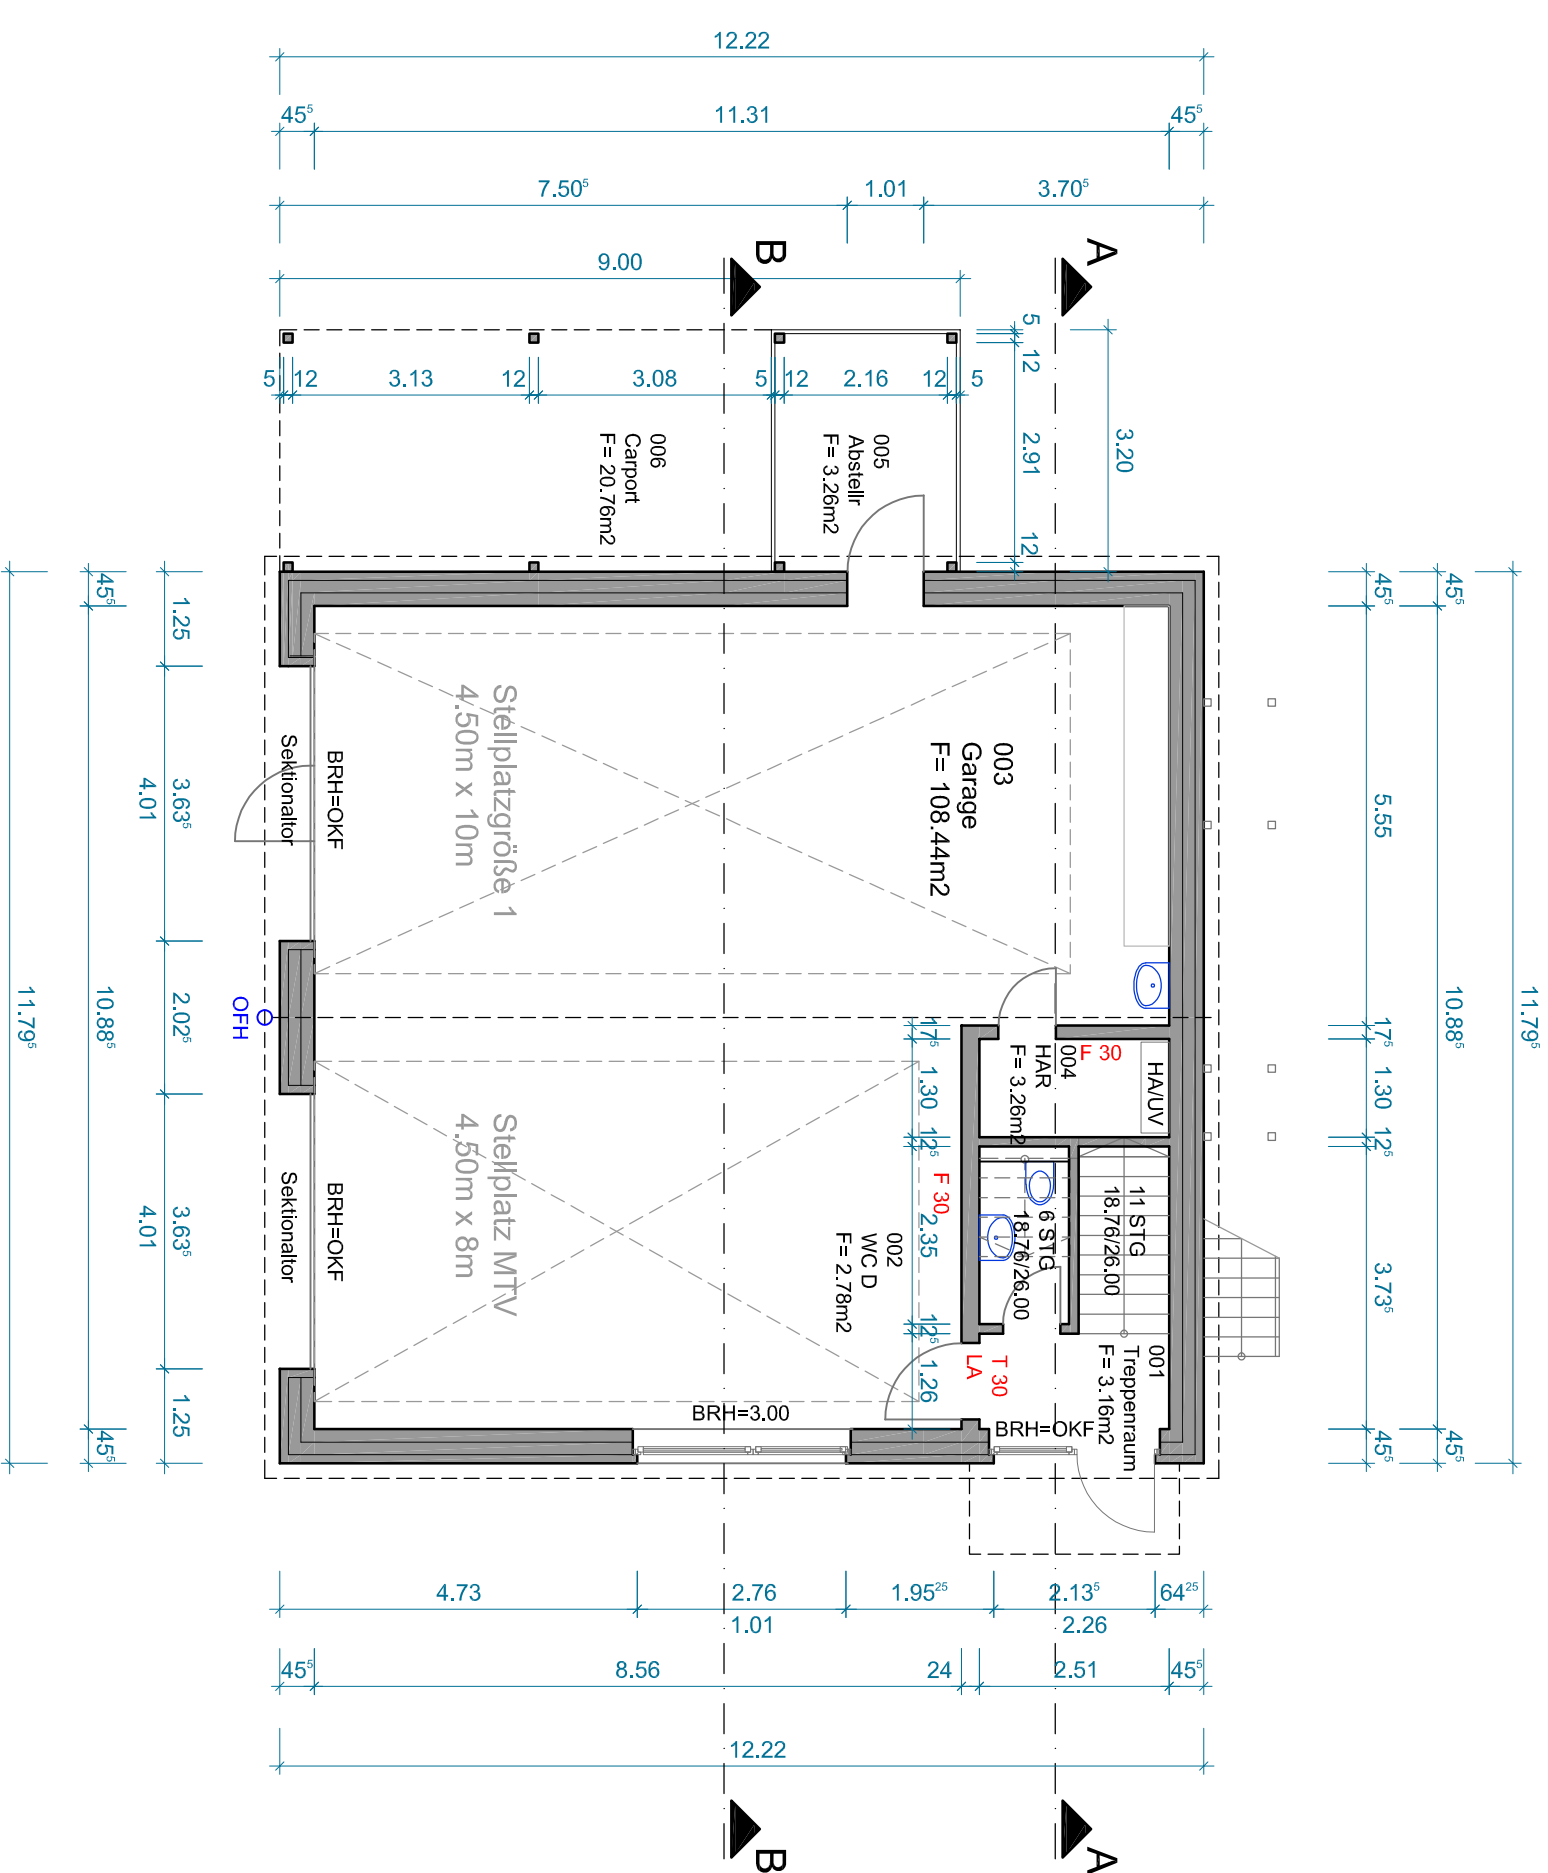 12.22
45⁵ 11.31 45⁵
7.50⁵ 1.01 3.70⁵
9.00
B
A
5 12 3.13 12 3.08 5 12 2.16 12 5
5
12
2.91
12
3.20
006
Carport
F= 20.76m2
005
Abstellr
F= 3.26m2
45⁵
1.25
3.63⁵
4.01
2.02⁵
3.63⁵
4.01
1.25
45⁵
10.88⁵
11.79⁵
45⁵
5.55
17⁵
1.30
12⁵
3.73⁵
45⁵
45⁵
10.88⁵
45⁵
11.79⁵
Sektionaltor
BRH=OKF
Stellplatzgröße 1
4.50m x 10m
003
Garage
F= 108.44m2
OFH
Sektionaltor
BRH=OKF
Stellplatz MTV
4.50m x 8m
17⁵
1.30
12⁵
2.35
12⁵
1.26
F 30
004
HAR
F= 3.26m2
HA/UV
F 30
002
WC D
F= 2.78m2
11 STG
18.76/26.00
6 STG
18.76/26.00
T 30
LA
001
Treppenraum
F= 3.16m2
BRH=3.00
BRH=OKF
4.73 2.76 1.95²⁵ 2.13⁵ 64²⁵
1.01 2.26
45⁵ 8.56 24 2.51 45⁵
12.22
B
A